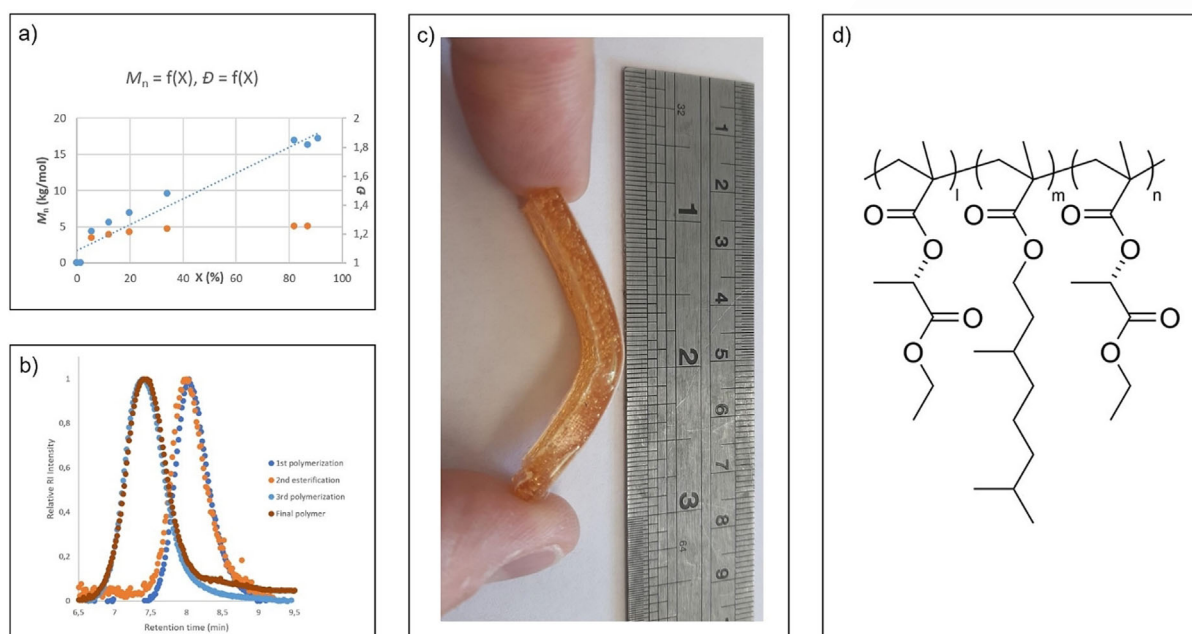 a)
Mn = f(X), Đ = f(X)
20
15
10
5
0
Mn (kg/mol)
2
1,8
1,6
1,4
1,2
1
Đ
0
20
40
60
80
100
X (%)
b)
1
0,8
0,6
0,4
0,2
0
Relative RI Intensity
1st polymerization
2nd esterification
3rd polymerization
Final polymer
6,5
7
7,5
8
8,5
9
9,5
Retention time (min)
c)
32
1
2
3
4
5
6
7
8
9
1
2
3
64
d)
l
m
n
O
O
O
O
O
O
O
O
O
O